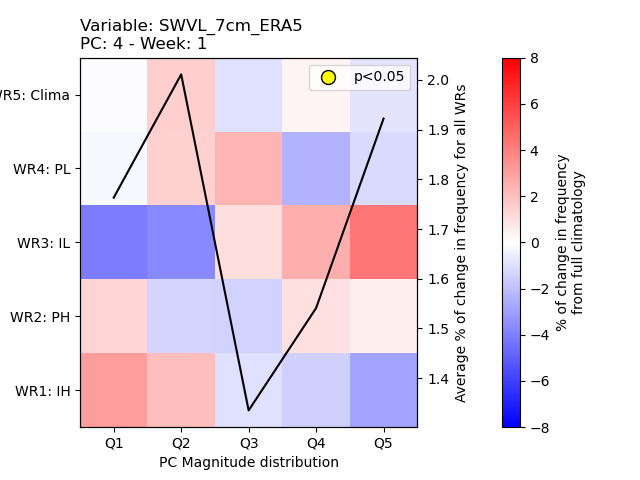 Variable: SWVL_7cm_ERA5
PC: 4 - Week: 1
p<0.05
WR5: Clima
WR4: PL
WR3: IL
WR2: PH
WR1: IH
Q1 Q2 Q3 Q4 Q5
PC Magnitude distribution
2.0
1.9
1.8
1.7
1.6
1.5
1.4
Average % of change in frequency for all WRs
8
6
4
2
0
−2
−4
−6
−8
% of change in frequency
from full climatology